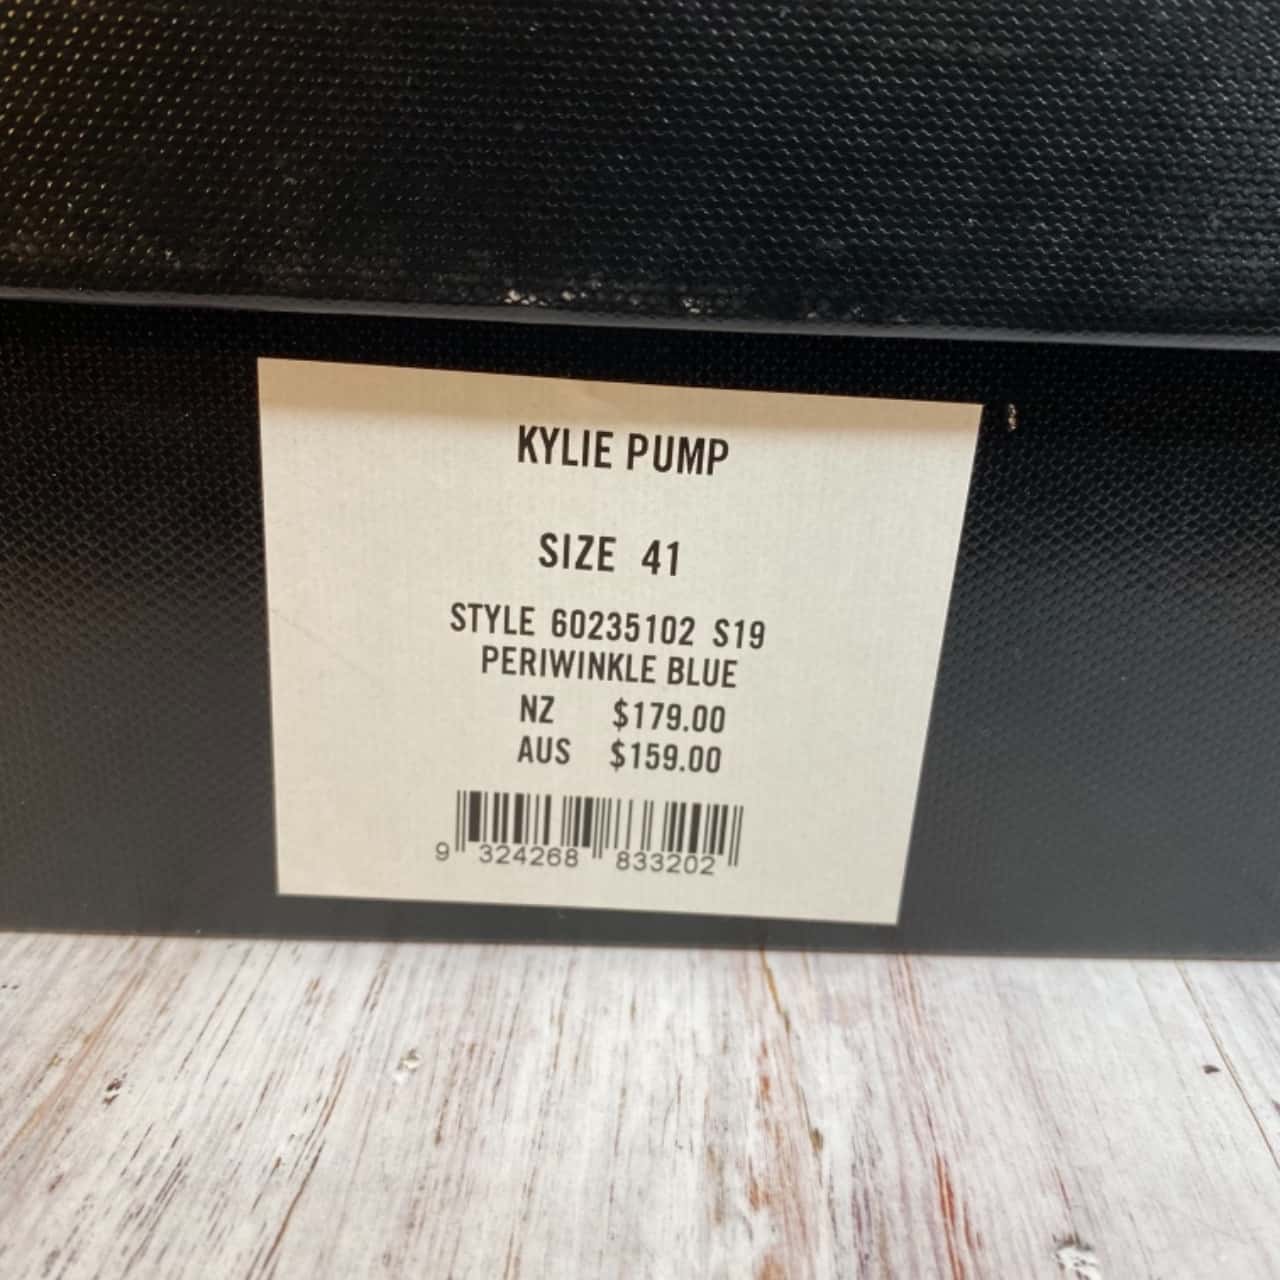 KYLIE PUMP
SIZE 41
STYLE 60235102 S19
PERIWINKLE BLUE
NZ $179.00
AUS $159.00
9 324268 833202